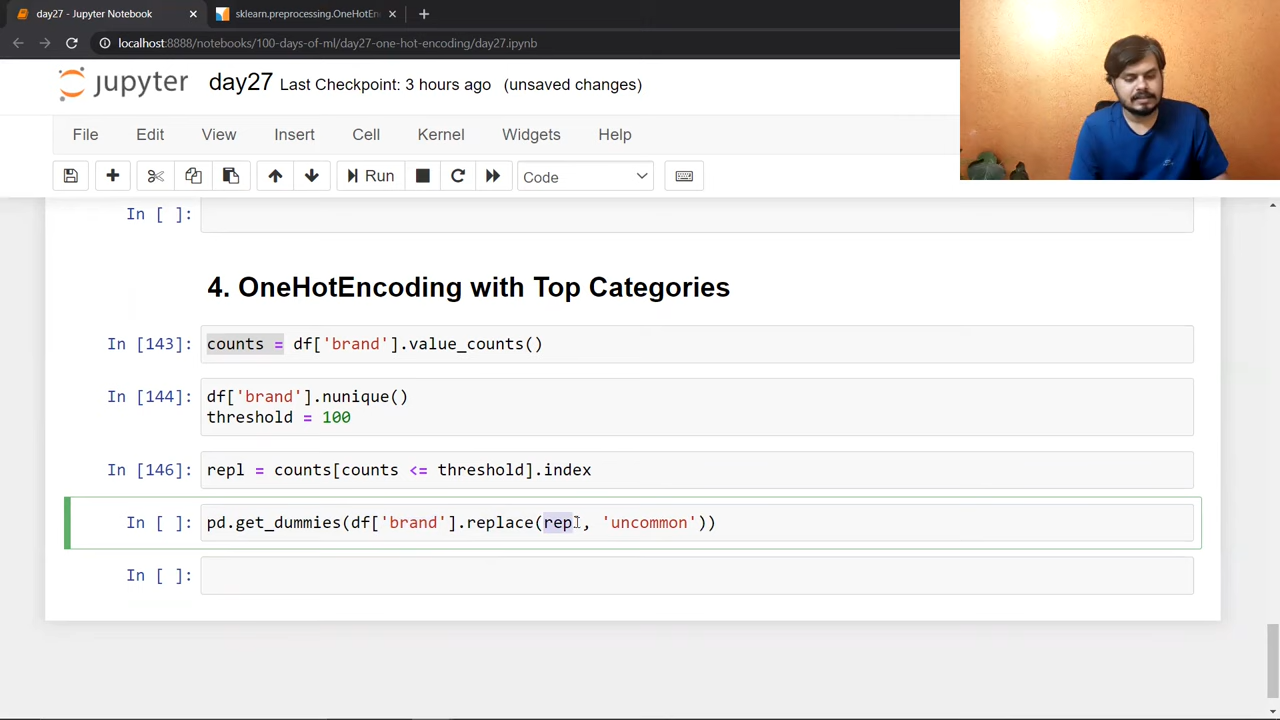 day27 - Jupyter Notebook
sklearn.preprocessing.OneHotEn
localhost:8888/notebooks/100-days-of-ml/day27-one-hot-encoding/day27.ipynb
jupyter day27 Last Checkpoint: 3 hours ago (unsaved changes)
File Edit View Insert Cell Kernel Widgets Help
Run Code
In [ ]:
4. OneHotEncoding with Top Categories
In [143]: counts = df['brand'].value_counts()
In [144]: df['brand'].nunique()
threshold = 100
In [146]: repl = counts[counts <= threshold].index
In [ ]: pd.get_dummies(df['brand'].replace(repl, 'uncommon'))
In [ ]: